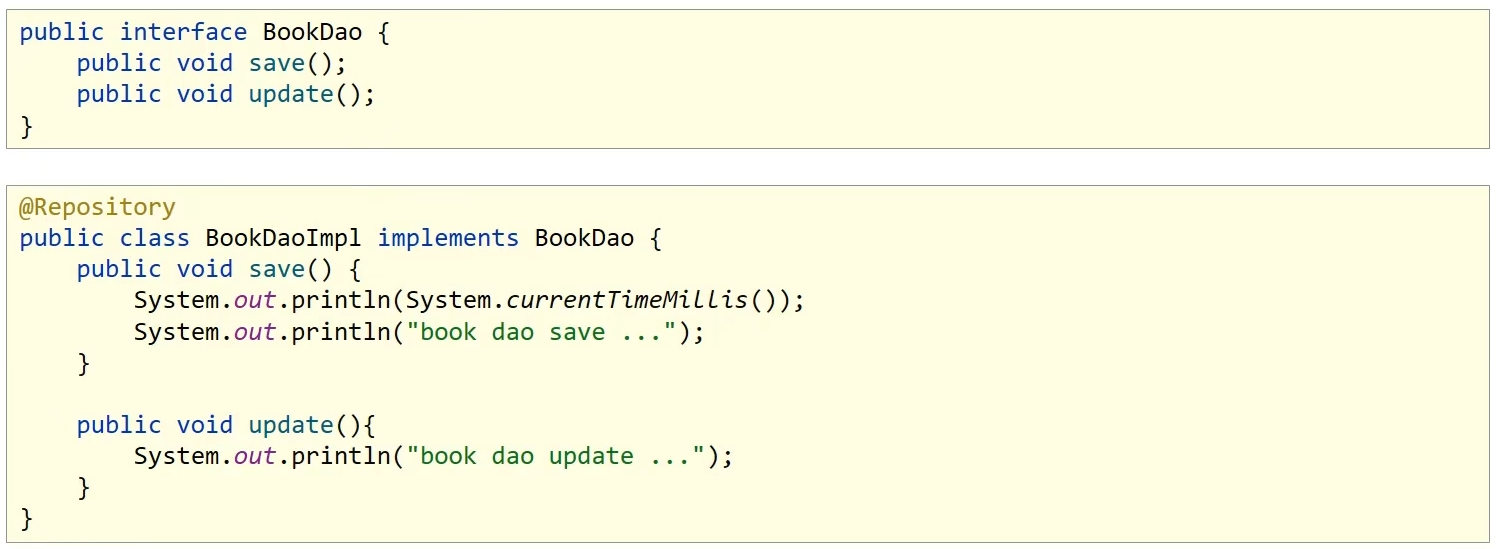 public interface BookDao {
    public void save();
    public void update();
}
@Repository
public class BookDaoImpl implements BookDao {
    public void save() {
        System.out.println(System.currentTimeMillis());
        System.out.println("book dao save ...");
    }
    public void update(){
        System.out.println("book dao update ...");
    }
}